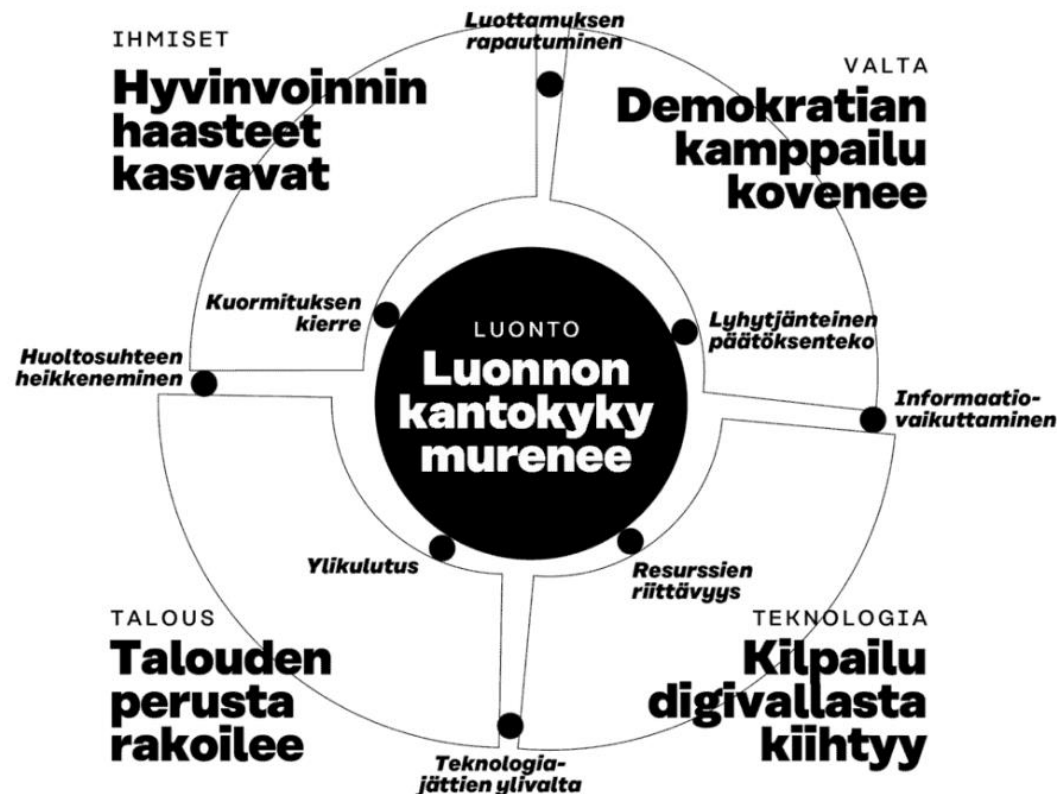 Luottamuksen
rapautuminen
IHMISET
Hyvinvoinnin
haasteet
kasvavat
VALTA
Demokratian
kamppailu
kovenee
Kuormituksen
kierre
LUONTO
Luonnon
kantokyky
murenee
Lyhytjänteinen
päätöksenteko
Huoltosuhteen
heikkeneminen
Informaatio-
vaikuttaminen
Ylikulutus
Resurssien
riittävyys
TALOUS
Talouden
perusta
rakoilee
TEKNOLOGIA
Kilpailu
digivallasta
kiihtyy
Teknologia-
jättien ylivalta